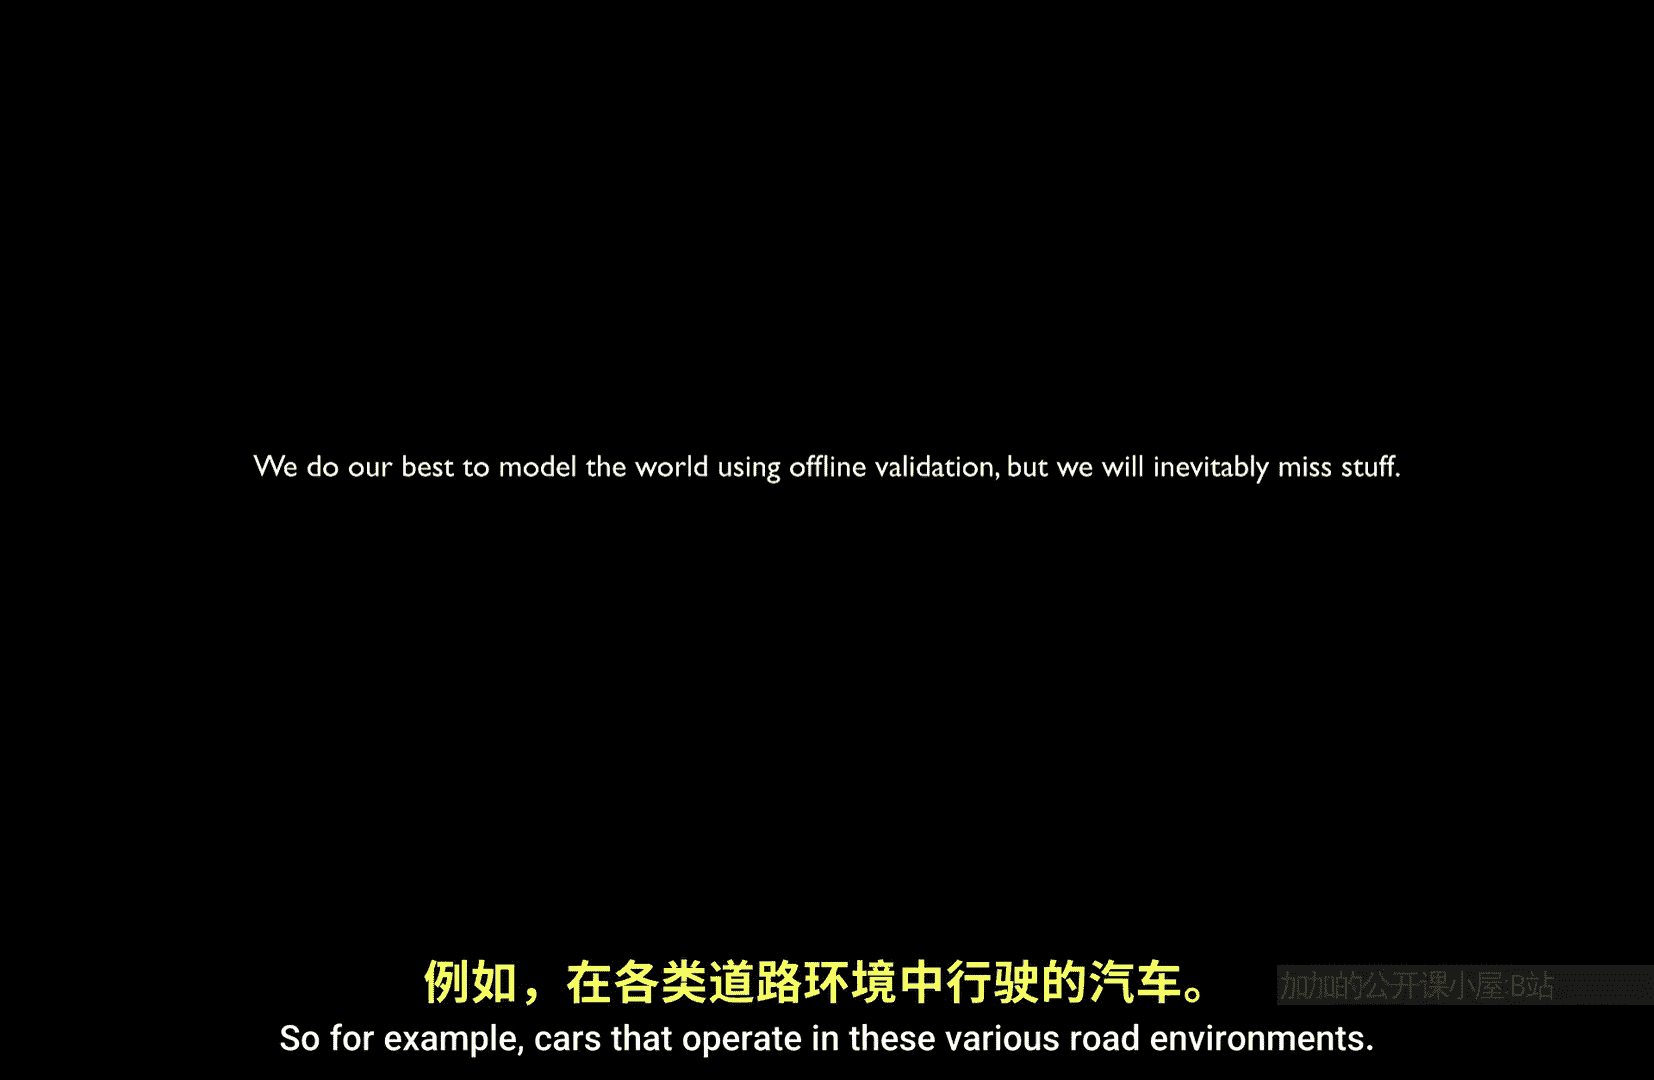 We do our best to model the world using offline validation, but we will inevitably miss stuff.
例如，在各类道路环境中行驶的汽车。
加加的公开课小屋:B站
So for example, cars that operate in these various road environments.